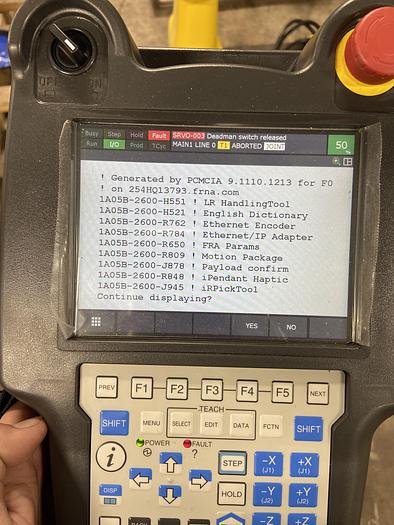 OFF ON
Busy Step Hold Fault SRVO-003 Deadman switch released
Run I/O Prod TCyc MAIN1 LINE 0 T1 ABORTED JOINT
50
%
! Generated by PCMCIA 9.1110.1213 for F0
! on 254HQ13793.frna.com
1A05B-2600-H551 ! LR HandlingTool
1A05B-2600-H521 ! English Dictionary
1A05B-2600-R762 ! Ethernet Encoder
1A05B-2600-R784 ! Ethernet/IP Adapter
1A05B-2600-R650 ! FRA Params
1A05B-2600-R809 ! Motion Package
1A05B-2600-J878 ! Payload confirm
1A05B-2600-R848 ! iPendant Haptic
1A05B-2600-J945 ! iRPickTool
Continue displaying?
YES NO
PREV F1 F2 F3 F4 F5 NEXT
TEACH
SHIFT MENU SELECT EDIT DATA FCTN SHIFT
POWER FAULT
i ? STEP -X (J1) +X (J1)
DISP HOLD -Y (J2) +Y (J2)
BACK -Z +Z